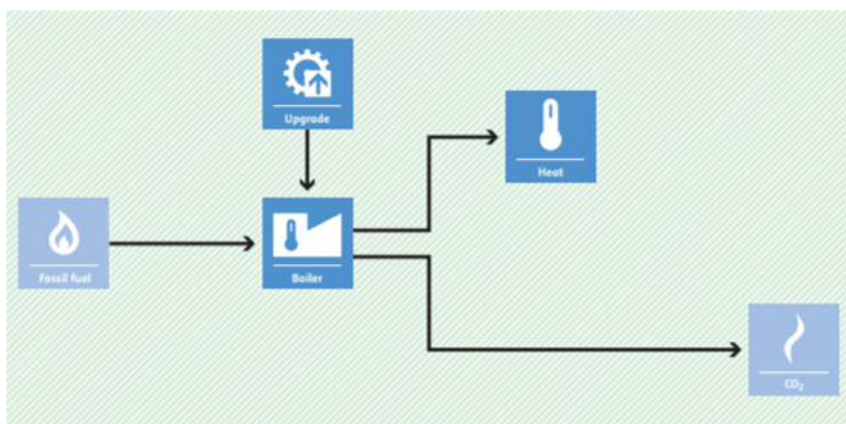 Upgrade
Heat
Fossil fuel
Boiler
CO₂